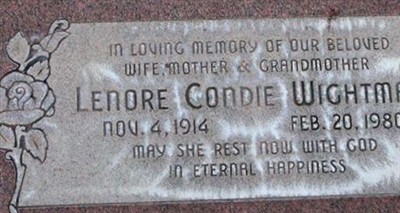 IN LOVING MEMORY OF OUR BELOVED
WIFE, MOTHER & GRANDMOTHER
LENORE CONDIE WIGHTMA
NOV. 4, 1914 FEB. 20, 1980
MAY SHE REST NOW WITH GOD
IN ETERNAL HAPPINESS